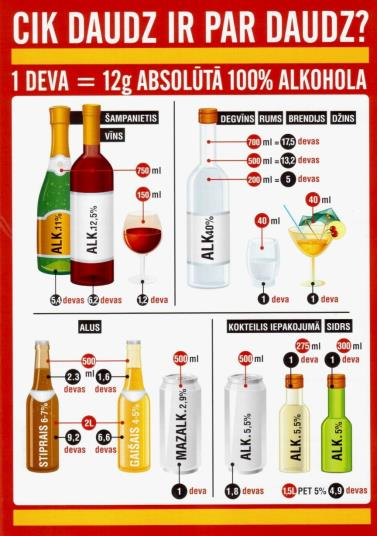 CIK DAUDZ IR PAR DAUDZ?
1 DEVA = 12g ABSOLŪTĀ 100% ALKOHOLA
ŠAMPANIETIS
VĪNS
750 ml
150 ml
ALK.11%
ALK.12,5%
5,4 devas
6,2 devas
1,2 deva
DEGVĪNS RUMS BRENDIJS DŽINS
700 ml = 17,5 devas
500 ml = 13,2 devas
200 ml = 5 devas
ALK.40%
40 ml
40 ml
1 deva
1 deva
ALUS
500 ml
2.3 devas
1,6 devas
2L
9,2 devas
6,6 devas
STIPRAIS 6-7%
GAIŠAIS 4-5%
500 ml
MAZALK. 2,9%
1 deva
KOKTEILIS IEPAKOJUMĀ
SIDRS
500 ml
275 ml
300 ml
1 deva
1 deva
ALK. 5.5%
ALK. 5.5%
ALK. 5%
1,8 devas
1,5L PET 5% 4,9 devas